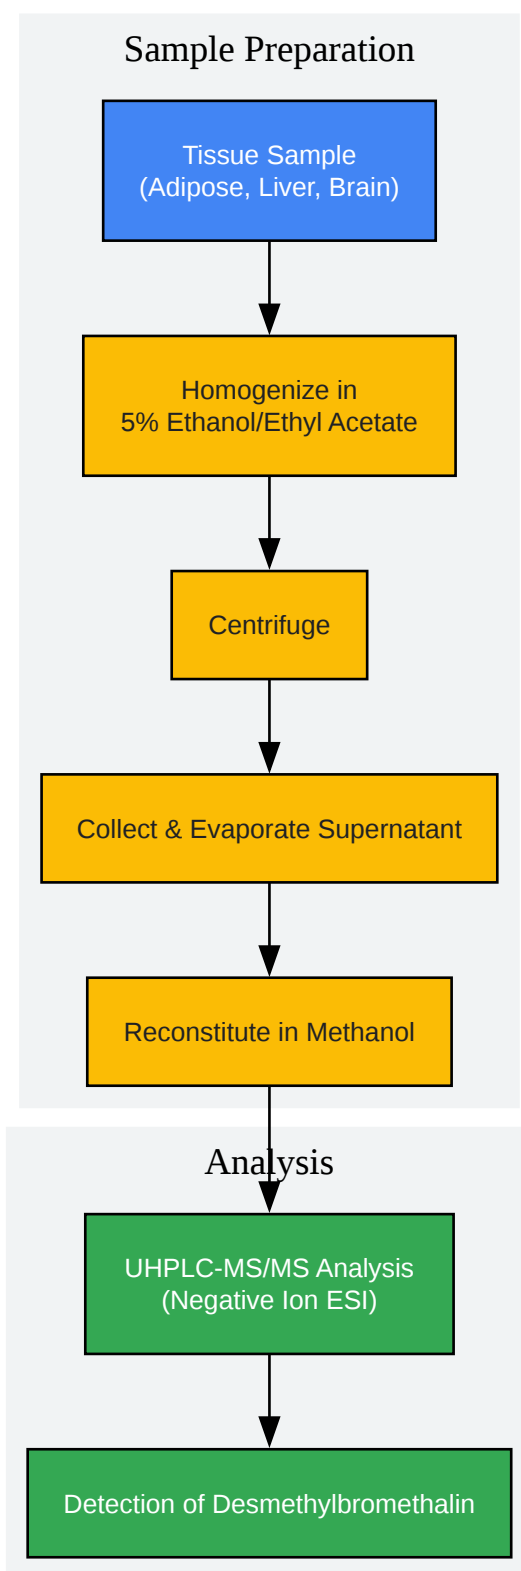 Sample Preparation
Tissue Sample
(Adipose, Liver, Brain)
Homogenize in
5% Ethanol/Ethyl Acetate
Centrifuge
Collect & Evaporate Supernatant
Reconstitute in Methanol
Analysis
UHPLC-MS/MS Analysis
(Negative Ion ESI)
Detection of Desmethylbromethalin